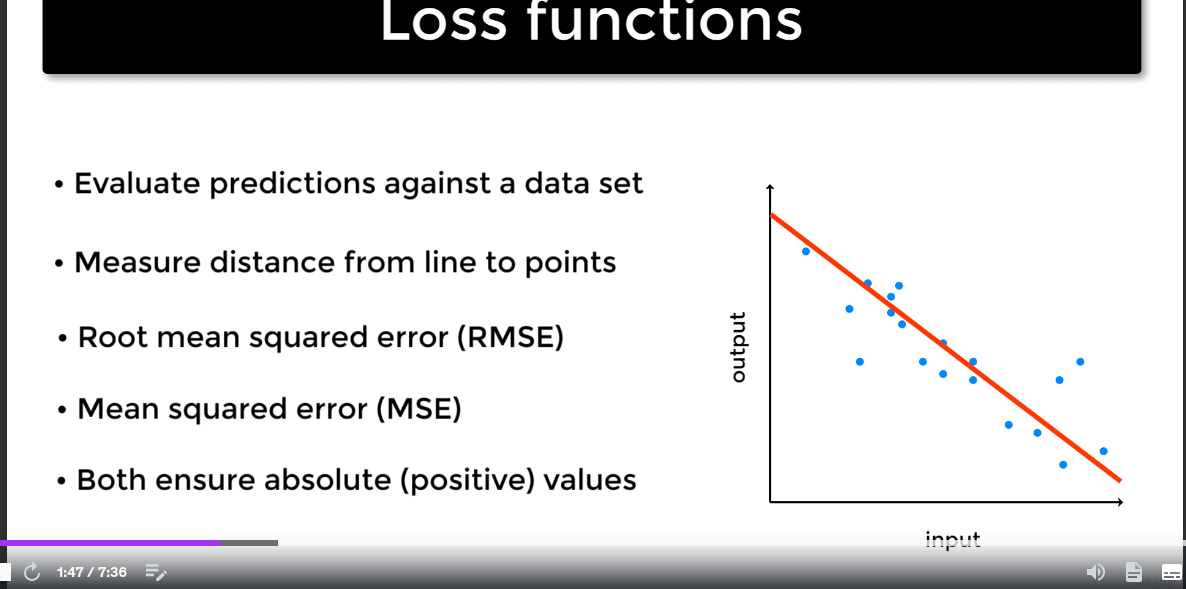 Loss functions
• Evaluate predictions against a data set
• Measure distance from line to points
• Root mean squared error (RMSE)
• Mean squared error (MSE)
• Both ensure absolute (positive) values
output
input
1:47 / 7:36